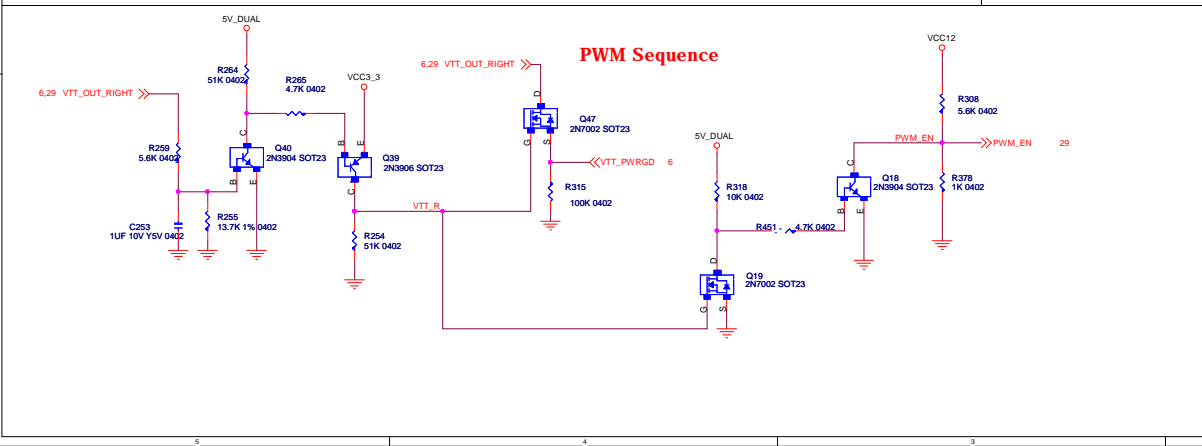 PWM Sequence
5V_DUAL
R264
51K 0402
R265
4.7K 0402
VCC3_3
6,29 VTT_OUT_RIGHT
R259
5.6K 0402
C
Q40
2N3904 SOT23
B
E
C253
1UF 10V Y5V 0402
R255
13.7K 1% 0402
B
E
Q39
2N3906 SOT23
C
VTT_R
R254
51K 0402
6,29 VTT_OUT_RIGHT
D
Q47
2N7002 SOT23
G
S
VTT_PWRGD 6
R315
100K 0402
5V_DUAL
R318
10K 0402
R451 - 4.7K 0402
D
Q19
2N7002 SOT23
G
S
VCC12
R308
5.6K 0402
PWM_EN
PWM_EN 29
C
Q18
2N3904 SOT23
B
E
R378
1K 0402
5
4
3